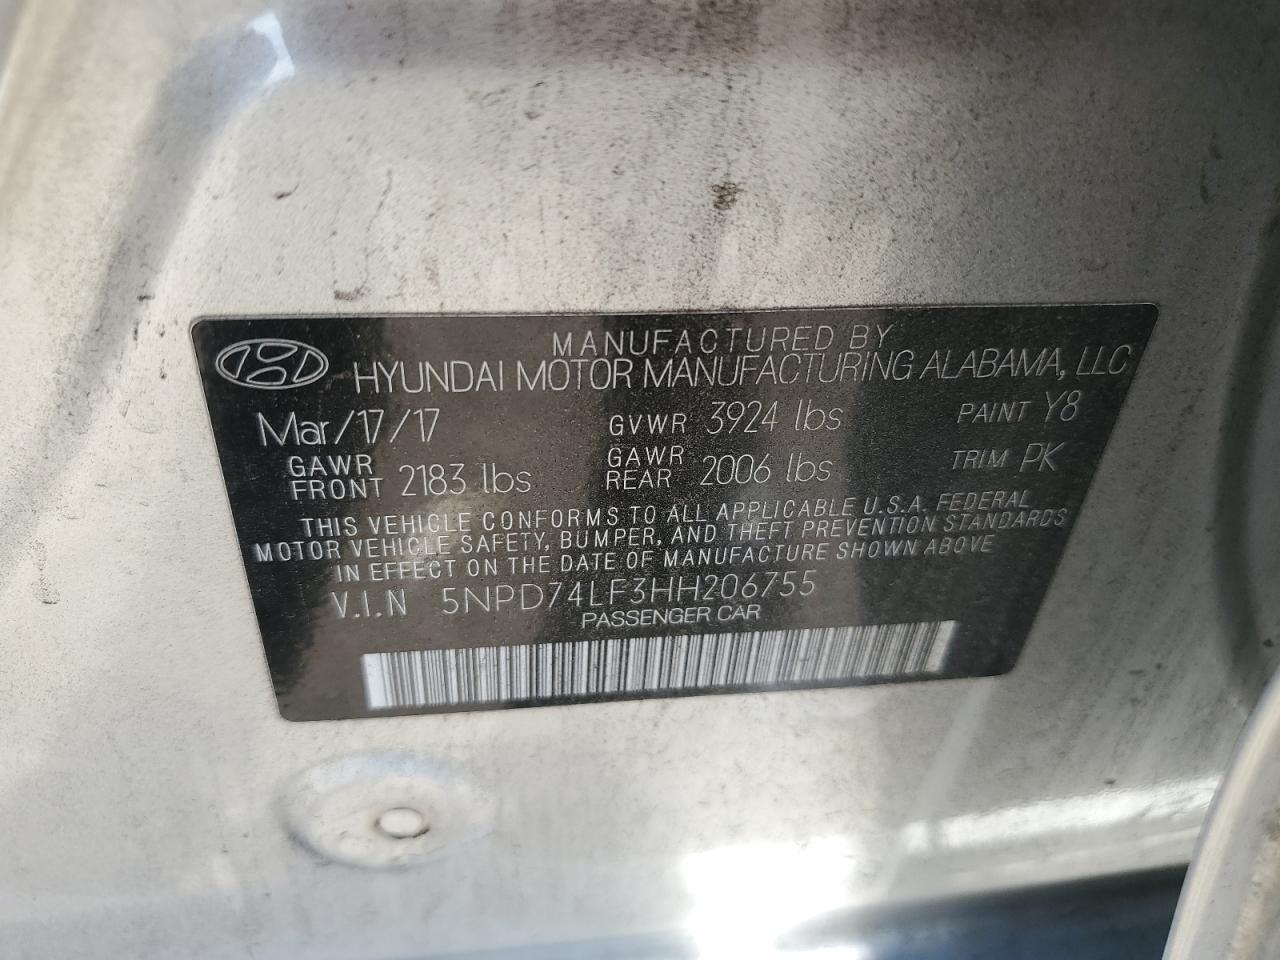 MANUFACTURED BY
HYUNDAI MOTOR MANUFACTURING ALABAMA, LLC
Mar/17/17 GVWR 3924 lbs PAINT Y8
GAWR FRONT 2183 lbs GAWR REAR 2006 lbs TRIM PK
THIS VEHICLE CONFORMS TO ALL APPLICABLE U.S.A. FEDERAL
MOTOR VEHICLE SAFETY, BUMPER, AND THEFT PREVENTION STANDARDS
IN EFFECT ON THE DATE OF MANUFACTURE SHOWN ABOVE
V.I.N 5NPD74LF3HH206755
PASSENGER CAR